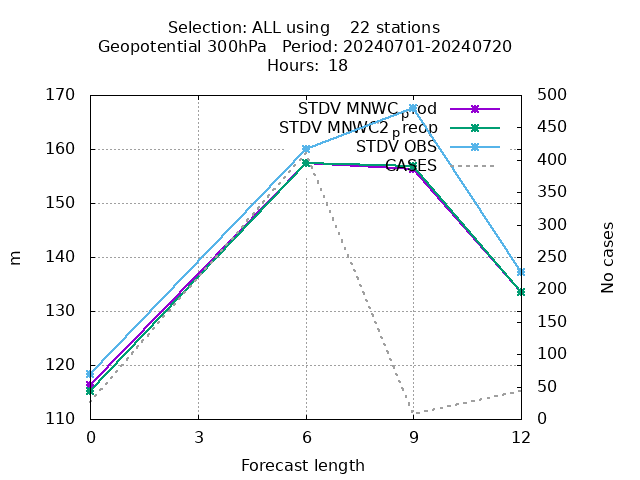 Selection: ALL using    22 stations
Geopotential 300hPa   Period: 20240701-20240720
Hours:  18
170
160
150
140
130
120
110
500
450
400
350
300
250
200
150
100
50
0
STDV MNWC_prod
STDV MNWC2_preop
STDV OBS
CASES
m
No cases
0
3
6
9
12
Forecast length